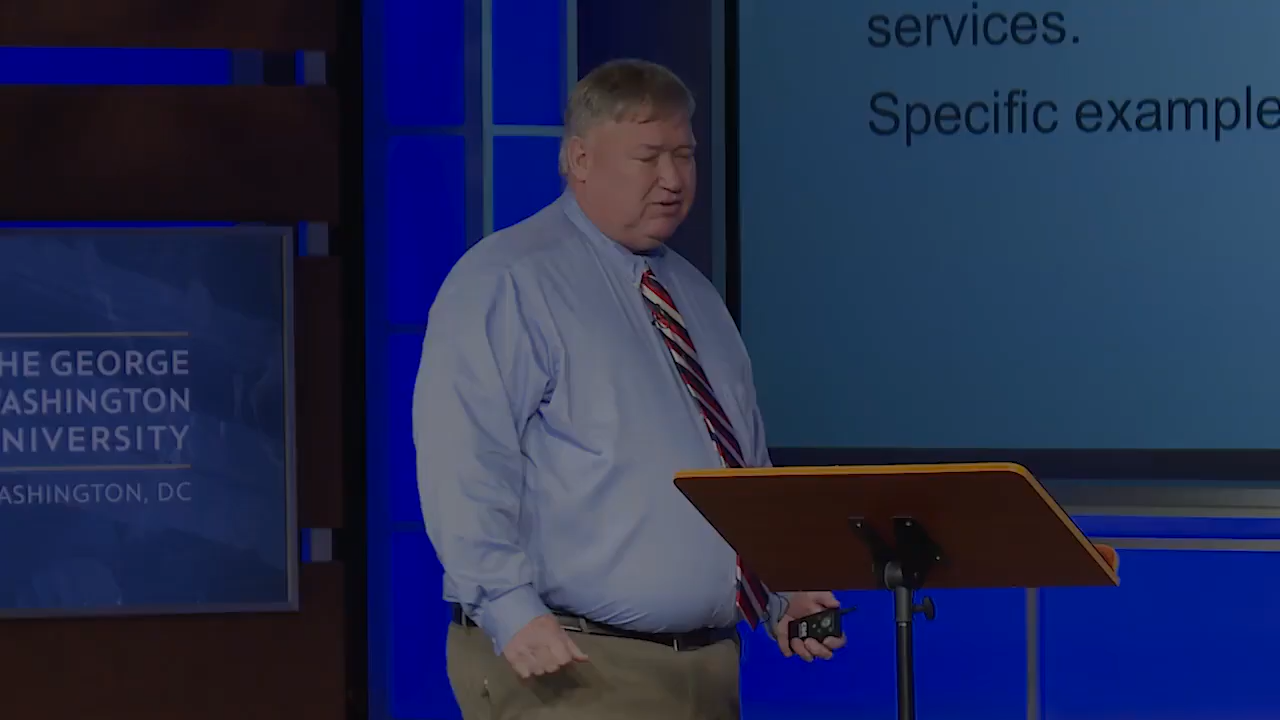 services.
Specific example
HE GEORGE
ASHINGTON
NIVERSITY
ASHINGTON, DC